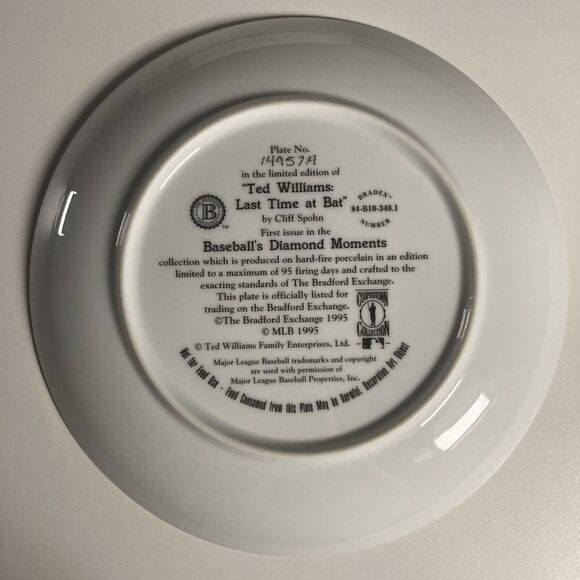 Plate No.
14957A
in the limited edition of
"Ted Williams:
Last Time at Bat"
by Cliff Spohn
B
TM
BRADEX™
84-B10-348.1
NUMBER
First issue in the
Baseball's Diamond Moments
collection which is produced on hard-fire porcelain in an edition
limited to a maximum of 95 firing days and crafted to the
exacting standards of The Bradford Exchange.
This plate is officially listed for
trading on the Bradford Exchange.
©The Bradford Exchange 1995
© MLB 1995
© Ted Williams Family Enterprises, Ltd.
COOPERSTOWN
COLLECTION
Major League Baseball trademarks and copyright
are used with permission of
Major League Baseball Properties, Inc.
Not For Food Use - Food Consumed from this Plate May be Harmful. Decorative Art Object